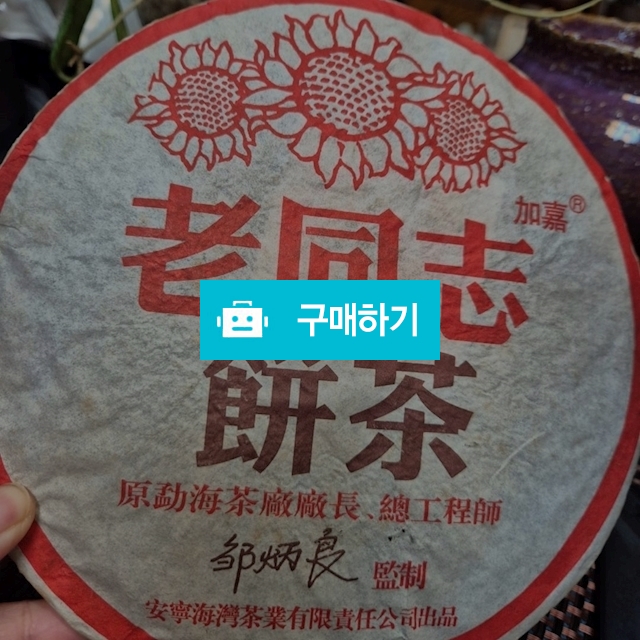 加嘉®
老同志
구매하기
餅茶
原勐海茶廠廠長、總工程師
邹炳良 監制
安寧海灣茶業有限責任公司出品